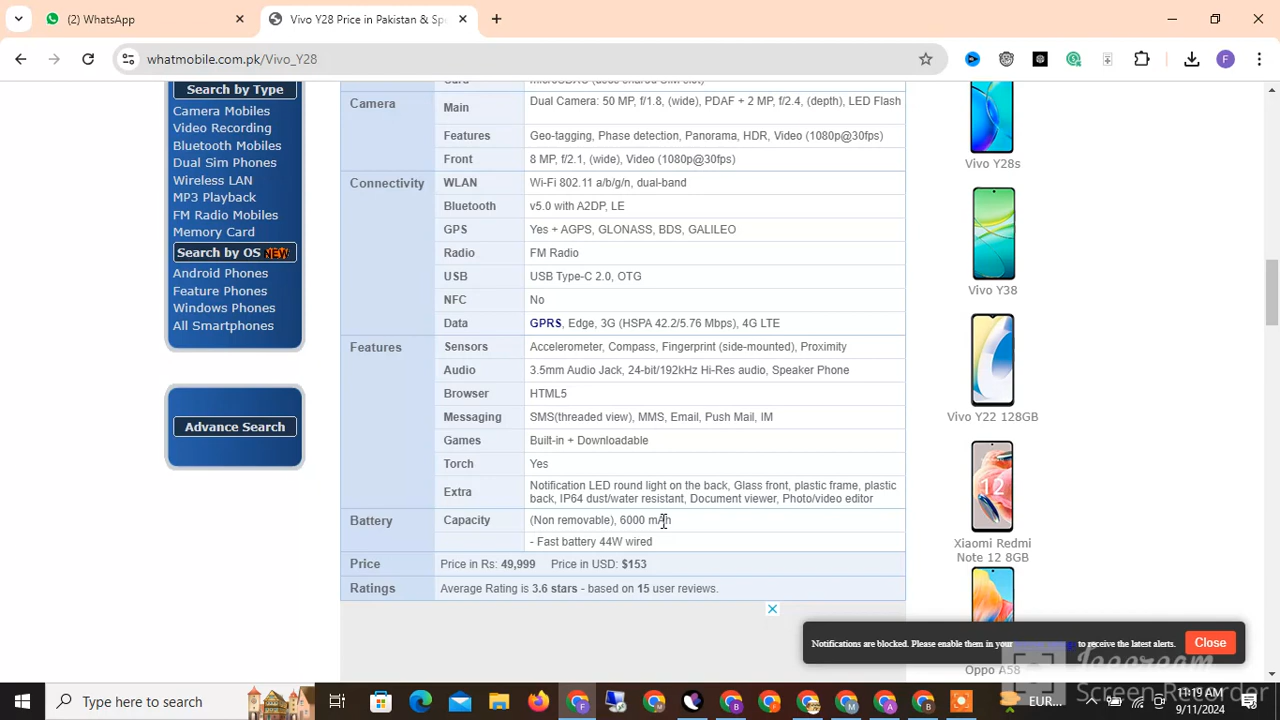 (2) WhatsApp
Vivo Y28 Price in Pakistan & Sp
whatmobile.com.pk/Vivo_Y28
F
Search by Type
Camera Mobiles
Video Recording
Bluetooth Mobiles
Dual Sim Phones
Wireless LAN
MP3 Playback
FM Radio Mobiles
Memory Card
Search by OS NEW
Android Phones
Feature Phones
Windows Phones
All Smartphones
Advance Search
Camera
Main
Dual Camera: 50 MP, f/1.8, (wide), PDAF + 2 MP, f/2.4, (depth), LED Flash
Features
Geo-tagging, Phase detection, Panorama, HDR, Video (1080p@30fps)
Front
8 MP, f/2.1, (wide), Video (1080p@30fps)
Connectivity
WLAN
Wi-Fi 802.11 a/b/g/n, dual-band
Bluetooth
v5.0 with A2DP, LE
GPS
Yes + AGPS, GLONASS, BDS, GALILEO
Radio
FM Radio
USB
USB Type-C 2.0, OTG
NFC
No
Data
GPRS, Edge, 3G (HSPA 42.2/5.76 Mbps), 4G LTE
Features
Sensors
Accelerometer, Compass, Fingerprint (side-mounted), Proximity
Audio
3.5mm Audio Jack, 24-bit/192kHz Hi-Res audio, Speaker Phone
Browser
HTML5
Messaging
SMS(threaded view), MMS, Email, Push Mail, IM
Games
Built-in + Downloadable
Torch
Yes
Extra
Notification LED round light on the back, Glass front, plastic frame, plastic
back, IP64 dust/water resistant, Document viewer, Photo/video editor
Battery
Capacity
(Non removable), 6000 mAh
- Fast battery 44W wired
Price
Price in Rs: 49,999 Price in USD: $153
Ratings
Average Rating is 3.6 stars - based on 15 user reviews.
Vivo Y28s
Vivo Y38
Vivo Y22 128GB
12
Xiaomi Redmi
Note 12 8GB
Oppo A58
Notifications are blocked. Please enable them in your to receive the latest alerts.
Close
Icecream
Screen Recorder
Type here to search
EUR...
11:19 AM
9/11/2024